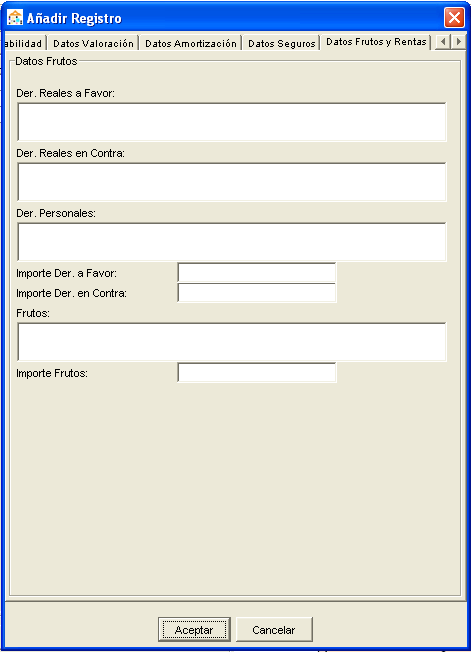 Añadir Registro
abilidad Datos Valoración Datos Amortización Datos Seguros Datos Frutos y Rentas
Datos Frutos
Der. Reales a Favor:
Der. Reales en Contra:
Der. Personales:
Importe Der. a Favor:
Importe Der. en Contra:
Frutos:
Importe Frutos:
Aceptar Cancelar